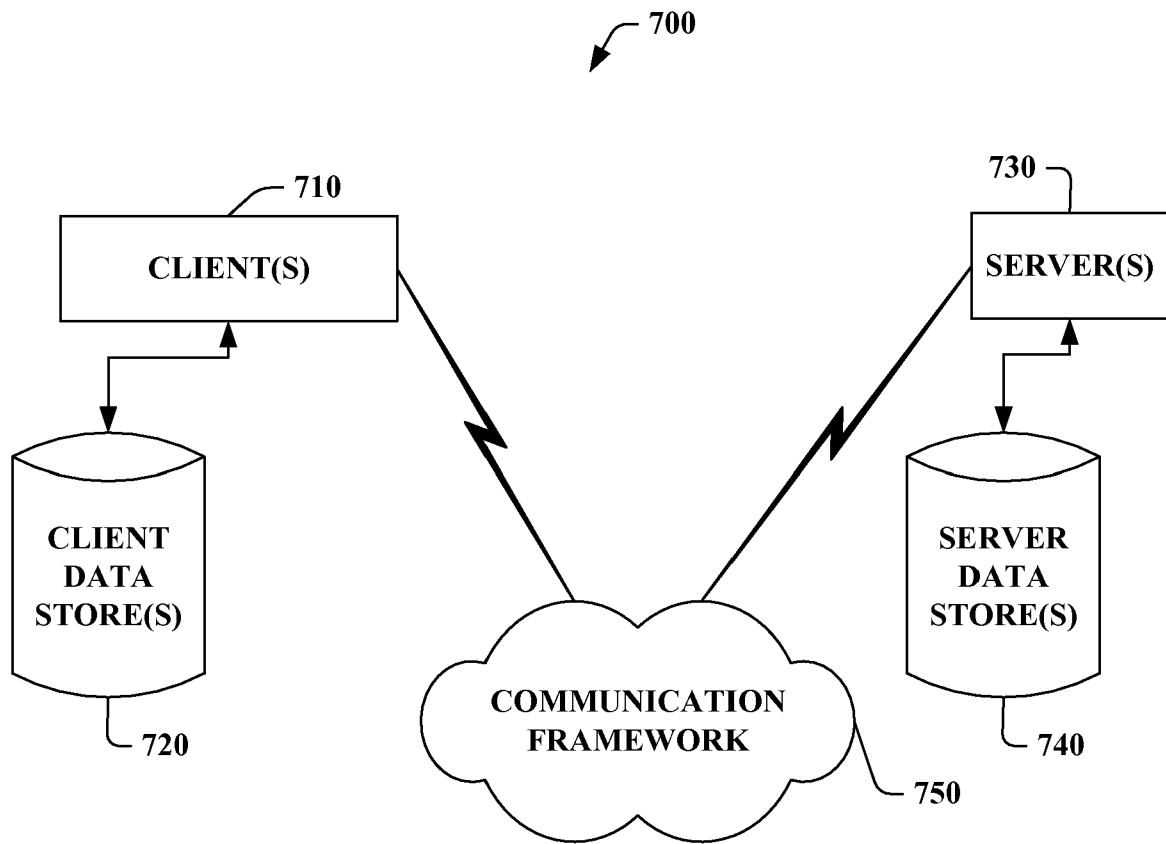 700
710
730
CLIENT(S)
SERVER(S)
CLIENT
DATA
STORE(S)
SERVER
DATA
STORE(S)
COMMUNICATION
FRAMEWORK
720
740
750